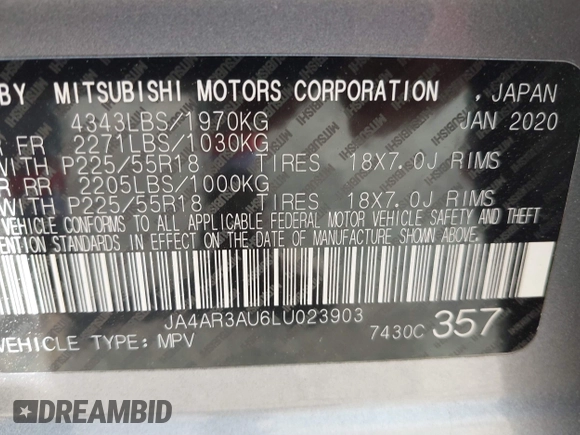 BY MITSUBISHI MOTORS CORPORATION , JAPAN
4343LBS/1970KG JAN 2020
FR 2271LBS/1030KG
WITH P225/55R18 TIRES 18X7.0J RIMS
RR 2205LBS/1000KG
WITH P225/55R18 TIRES 18X7.0J RIMS
VEHICLE CONFORMS TO ALL APPLICABLE FEDERAL MOTOR VEHICLE SAFETY AND THEFT
ENTION STANDARDS IN EFFECT ON THE DATE OF MANUFACTURE SHOWN ABOVE.
JA4AR3AU6LU023903
VEHICLE TYPE: MPV 7430C 357
DREAMBID